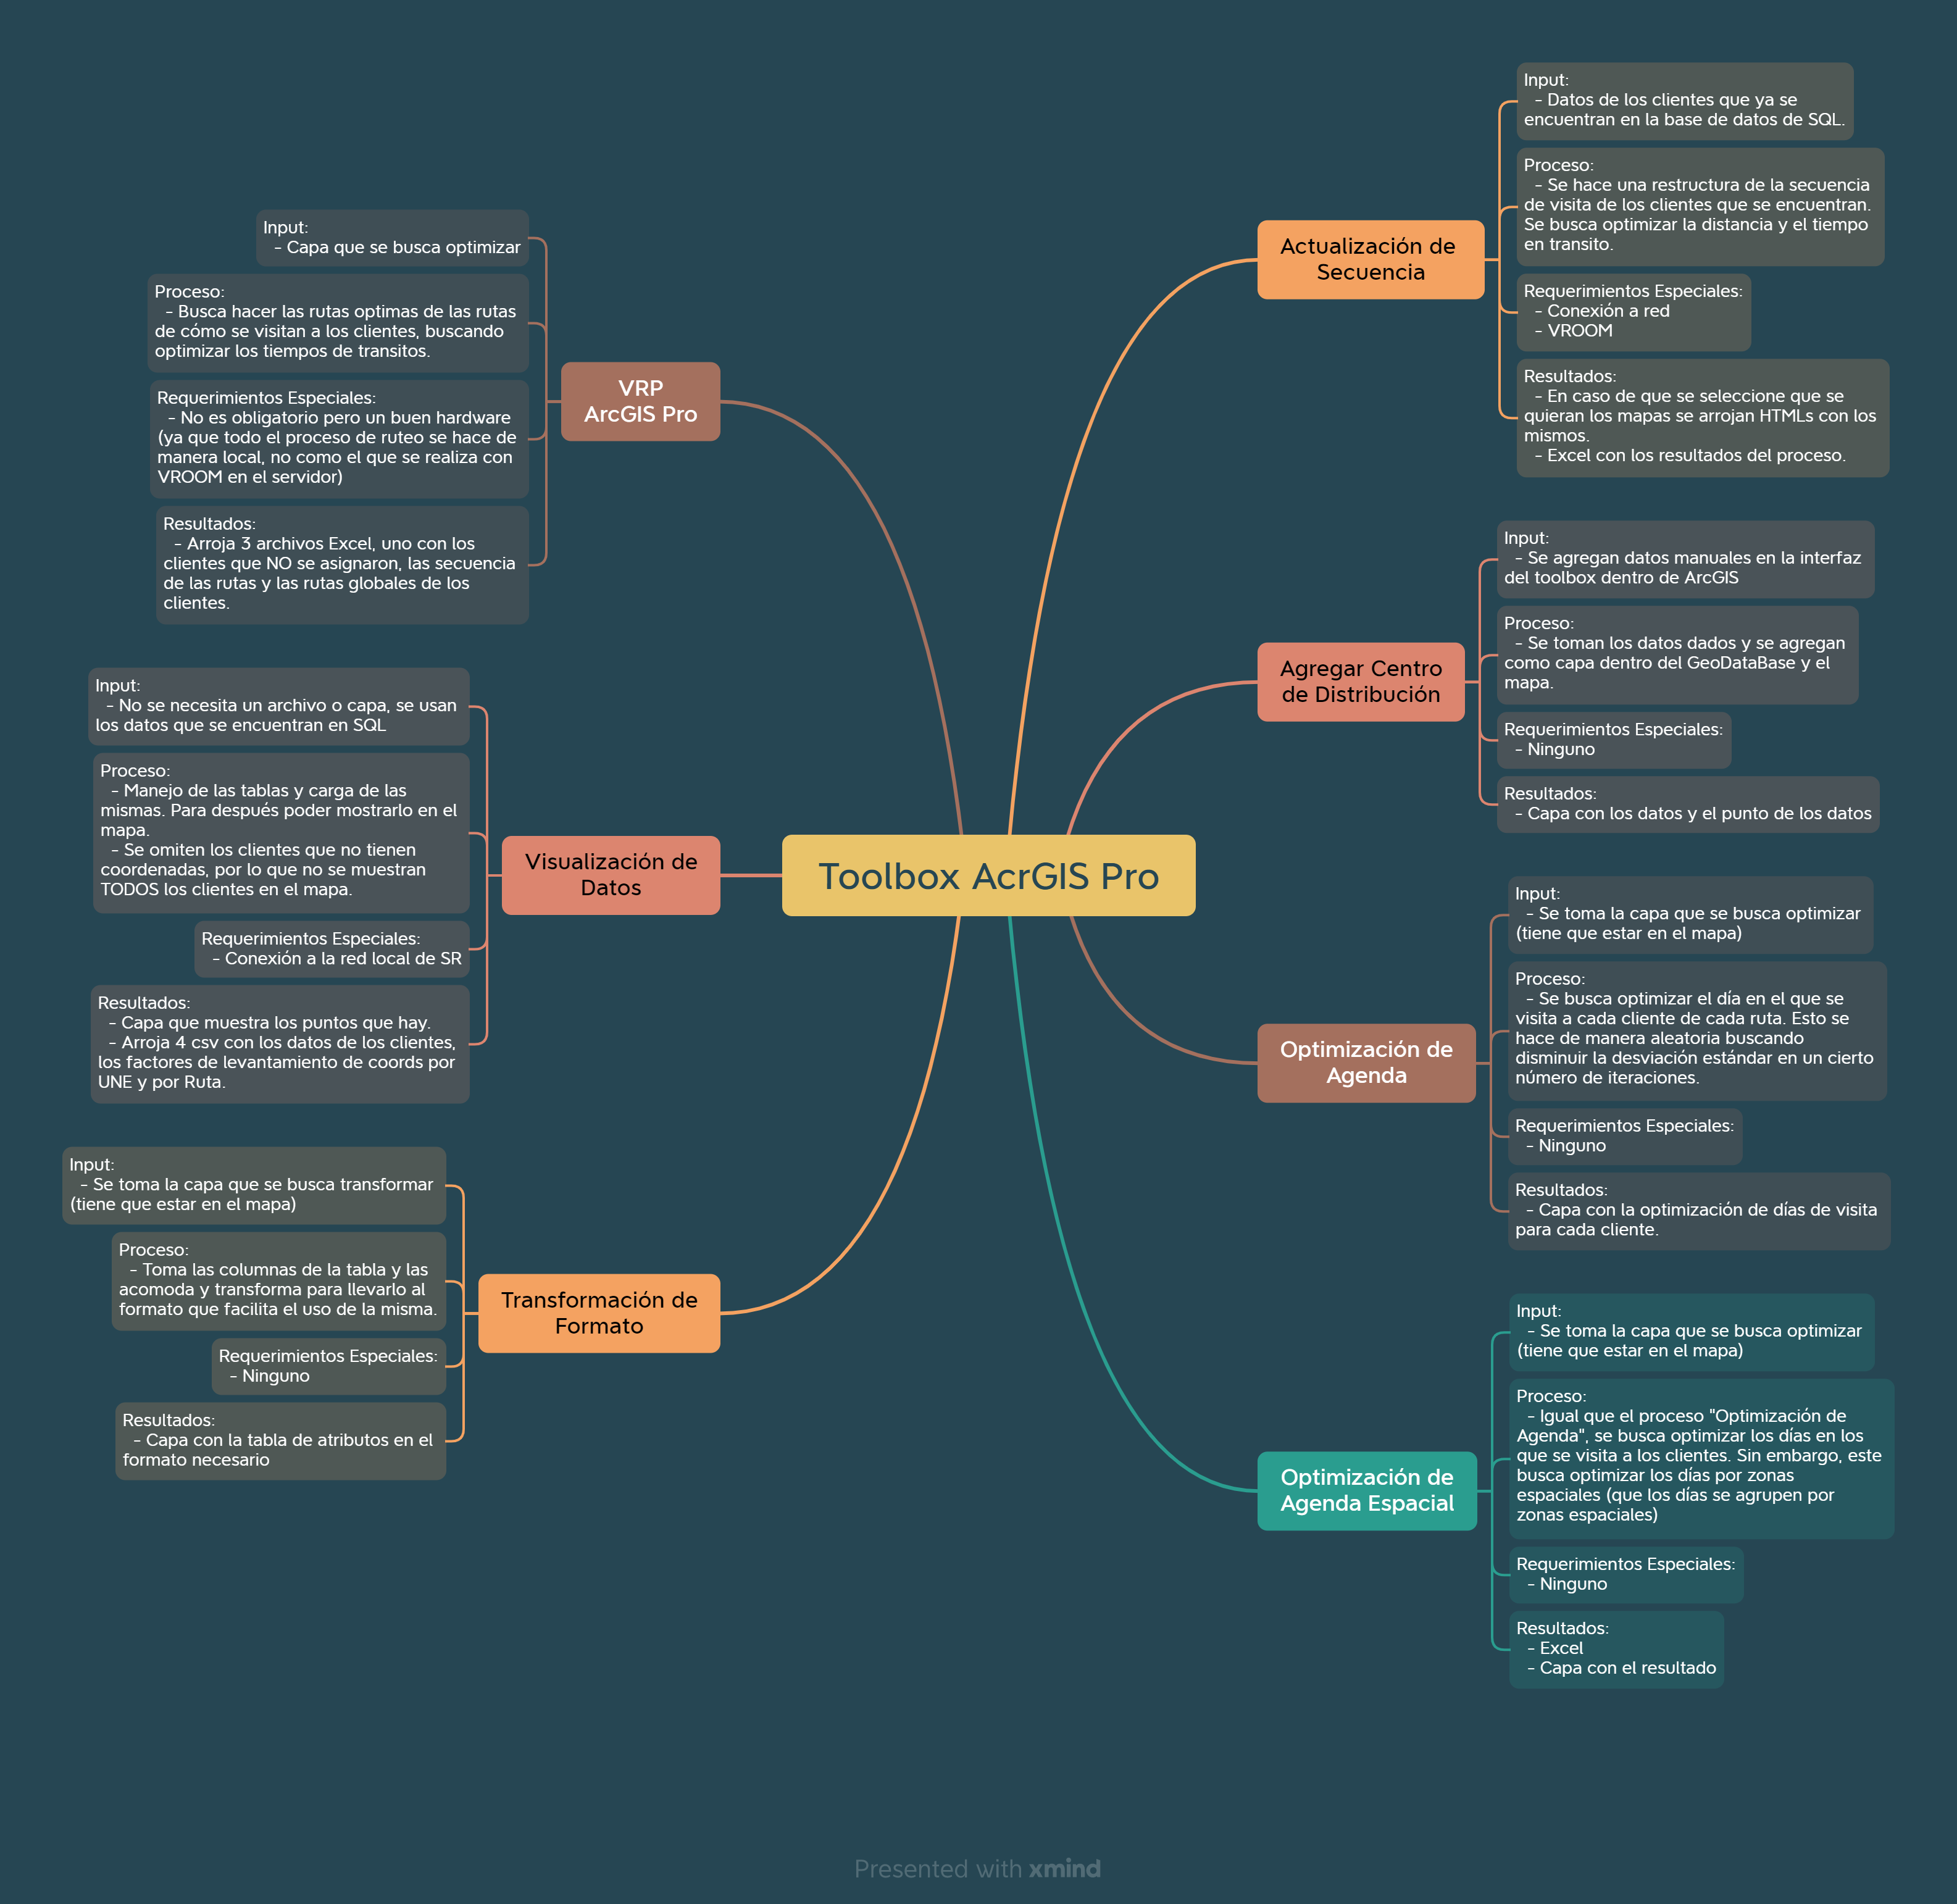 Toolbox AcrGIS Pro
Actualización de
Secuencia
Input:
- Datos de los clientes que ya se
encuentran en la base de datos de SQL.
Proceso:
- Se hace una restructura de la secuencia
de visita de los clientes que se encuentran.
Se busca optimizar la distancia y el tiempo
en transito.
Requerimientos Especiales:
- Conexión a red
- VROOM
Resultados:
- En caso de que se seleccione que se
quieran los mapas se arrojan HTMLs con los
mismos.
- Excel con los resultados del proceso.
Agregar Centro
de Distribución
Input:
- Se agregan datos manuales en la interfaz
del toolbox dentro de ArcGIS
Proceso:
- Se toman los datos dados y se agregan
como capa dentro del GeoDataBase y el
mapa.
Requerimientos Especiales:
- Ninguno
Resultados:
- Capa con los datos y el punto de los datos
Optimización de
Agenda
Input:
- Se toma la capa que se busca optimizar
(tiene que estar en el mapa)
Proceso:
- Se busca optimizar el día en el que se
visita a cada cliente de cada ruta. Esto se
hace de manera aleatoria buscando
disminuir la desviación estándar en un cierto
número de iteraciones.
Requerimientos Especiales:
- Ninguno
Resultados:
- Capa con la optimización de días de visita
para cada cliente.
Optimización de
Agenda Espacial
Input:
- Se toma la capa que se busca optimizar
(tiene que estar en el mapa)
Proceso:
- Igual que el proceso "Optimización de
Agenda", se busca optimizar los días en los
que se visita a los clientes. Sin embargo, este
busca optimizar los días por zonas
espaciales (que los días se agrupen por
zonas espaciales)
Requerimientos Especiales:
- Ninguno
Resultados:
- Excel
- Capa con el resultado
VRP
ArcGIS Pro
Input:
- Capa que se busca optimizar
Proceso:
- Busca hacer las rutas optimas de las rutas
de cómo se visitan a los clientes, buscando
optimizar los tiempos de transitos.
Requerimientos Especiales:
- No es obligatorio pero un buen hardware
(ya que todo el proceso de ruteo se hace de
manera local, no como el que se realiza con
VROOM en el servidor)
Resultados:
- Arroja 3 archivos Excel, uno con los
clientes que NO se asignaron, las secuencia
de las rutas y las rutas globales de los
clientes.
Visualización de
Datos
Input:
- No se necesita un archivo o capa, se usan
los datos que se encuentran en SQL
Proceso:
- Manejo de las tablas y carga de las
mismas. Para después poder mostrarlo en el
mapa.
- Se omiten los clientes que no tienen
coordenadas, por lo que no se muestran
TODOS los clientes en el mapa.
Requerimientos Especiales:
- Conexión a la red local de SR
Resultados:
- Capa que muestra los puntos que hay.
- Arroja 4 csv con los datos de los clientes,
los factores de levantamiento de coords por
UNE y por Ruta.
Transformación de
Formato
Input:
- Se toma la capa que se busca transformar
(tiene que estar en el mapa)
Proceso:
- Toma las columnas de la tabla y las
acomoda y transforma para llevarlo al
formato que facilita el uso de la misma.
Requerimientos Especiales:
- Ninguno
Resultados:
- Capa con la tabla de atributos en el
formato necesario
Presented with xmind